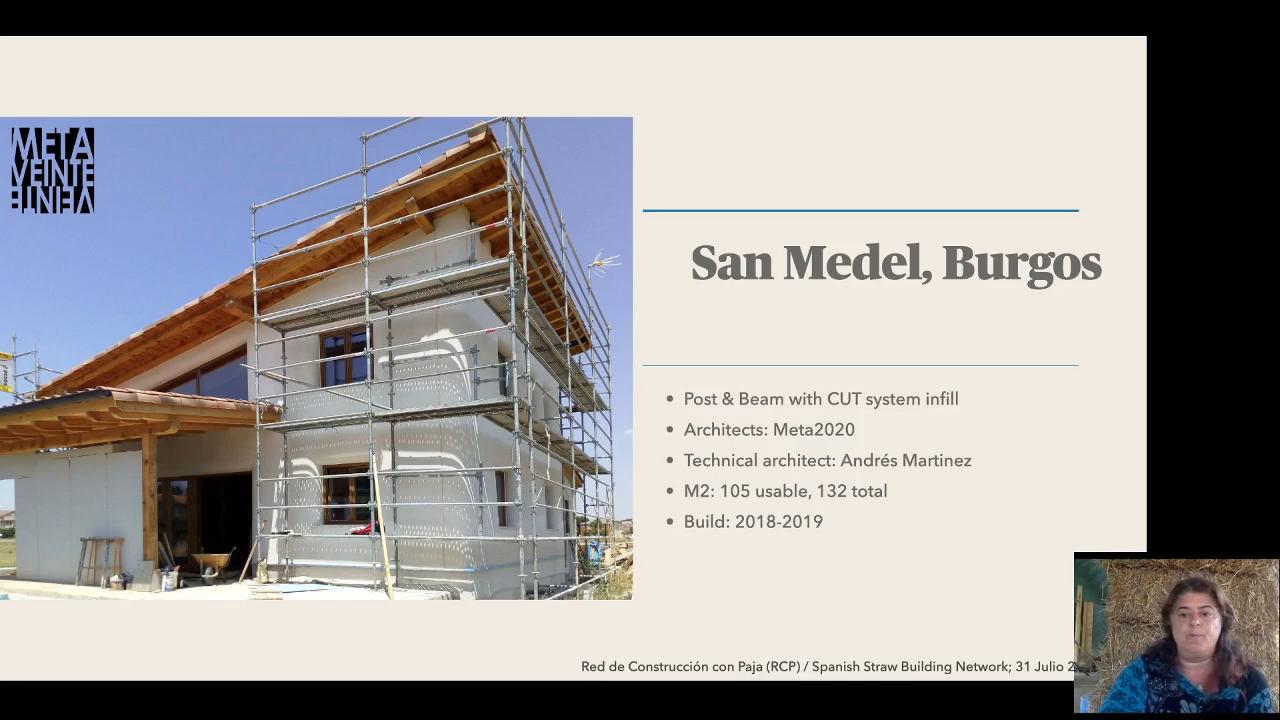 META
VEINTE
VEINTE
San Medel, Burgos
• Post & Beam with CUT system infill
• Architects: Meta2020
• Technical architect: Andrés Martinez
• M2: 105 usable, 132 total
• Build: 2018-2019
Red de Construcción con Paja (RCP) / Spanish Straw Building Network; 31 Julio 2